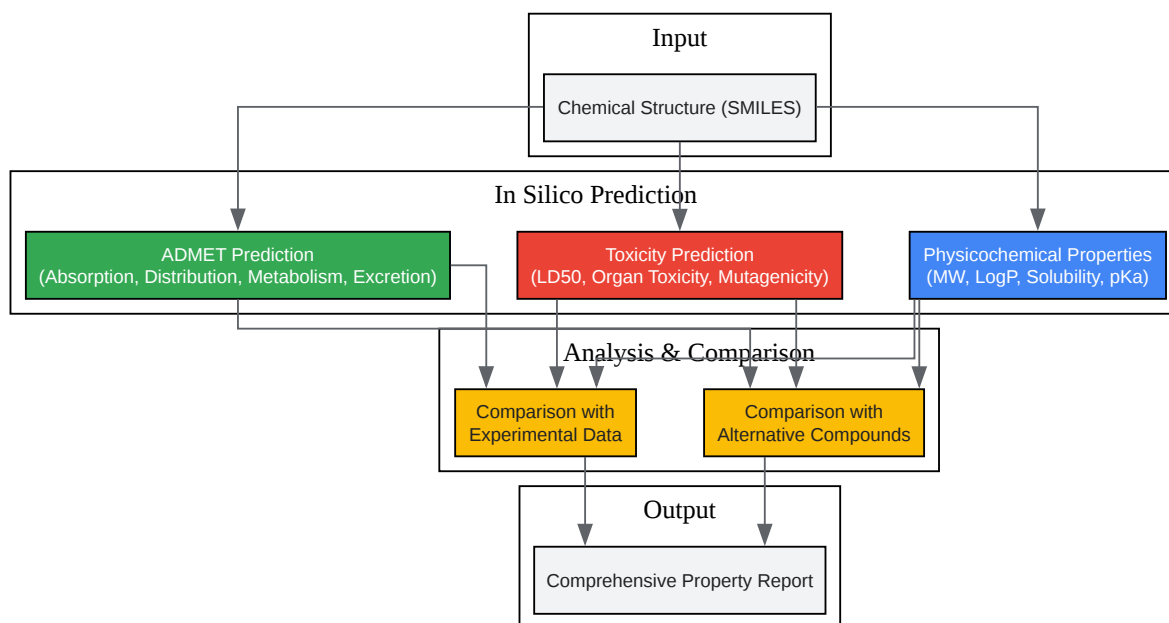 Input
Chemical Structure (SMILES)
In Silico Prediction
ADMET Prediction
(Absorption, Distribution, Metabolism, Excretion)
Toxicity Prediction
(LD50, Organ Toxicity, Mutagenicity)
Physicochemical Properties
(MW, LogP, Solubility, pKa)
Analysis & Comparison
Comparison with
Experimental Data
Comparison with
Alternative Compounds
Output
Comprehensive Property Report